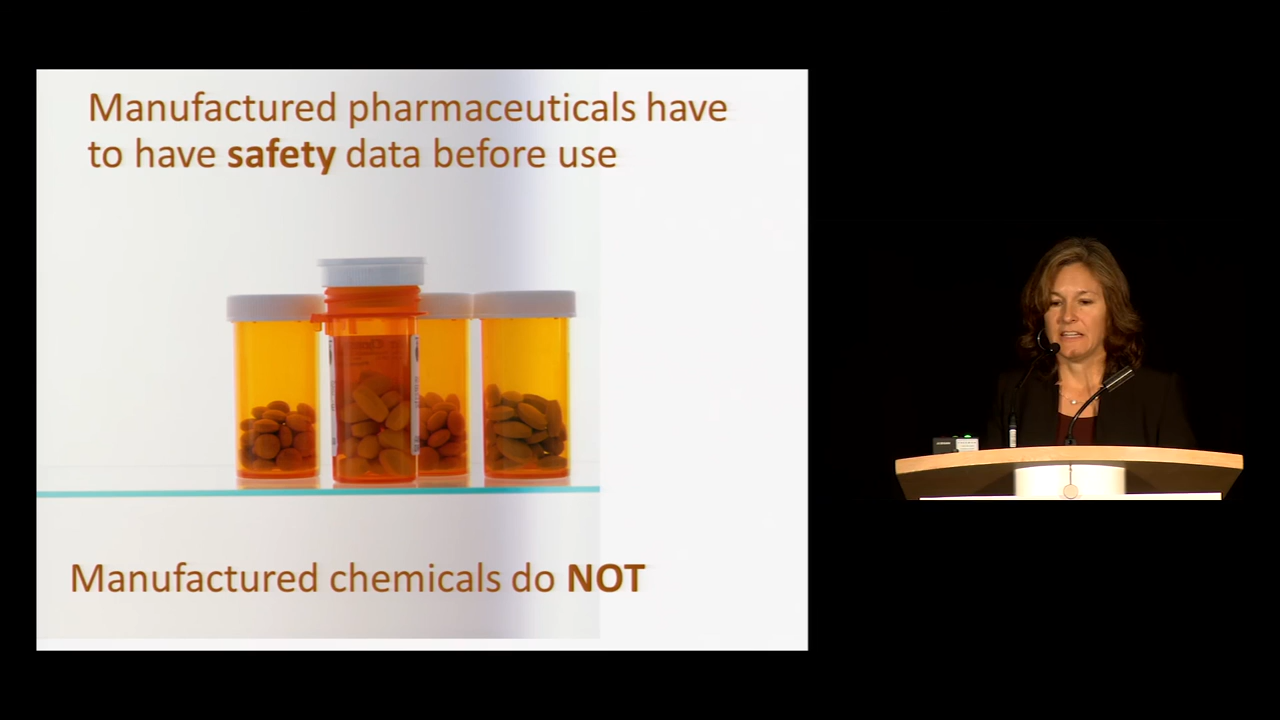 Manufactured pharmaceuticals have
to have safety data before use
Manufactured chemicals do NOT